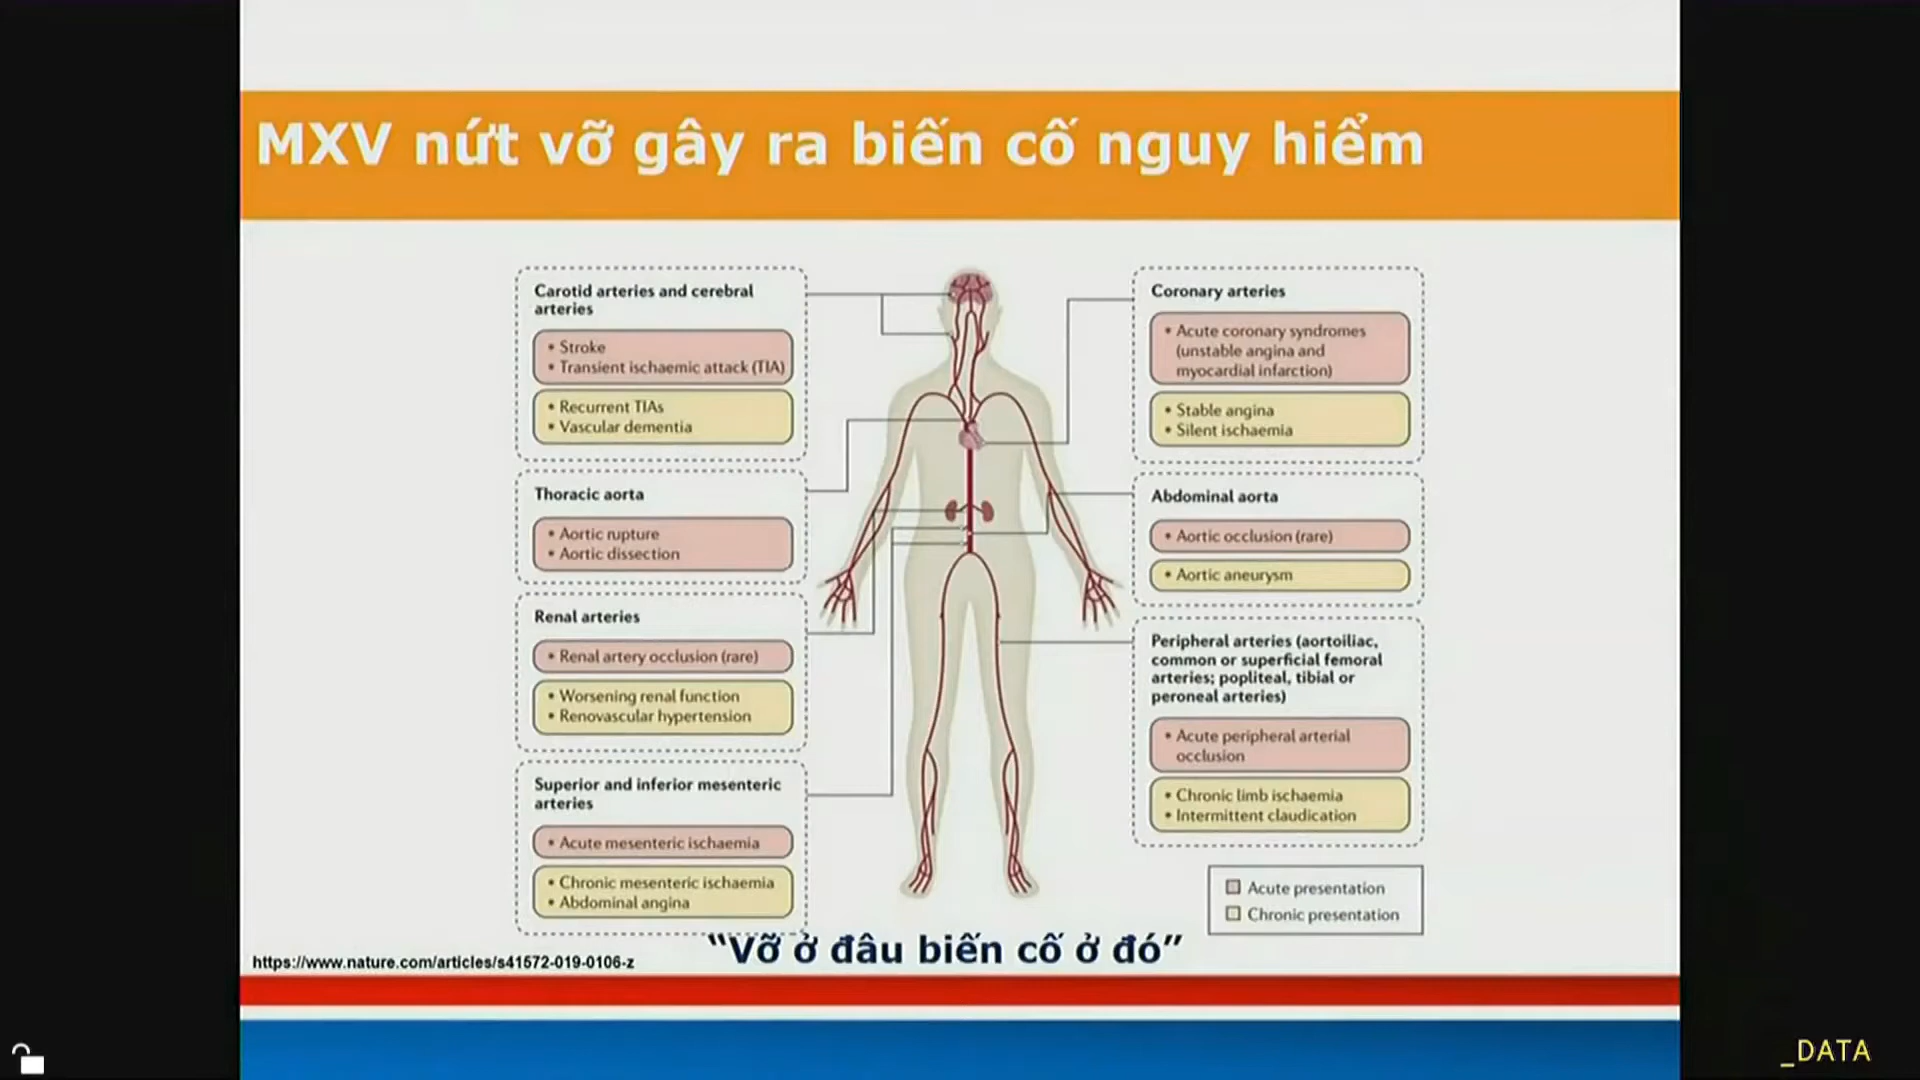 MXV nứt vỡ gây ra biến cố nguy hiểm
Carotid arteries and cerebral
arteries
• Stroke
• Transient ischaemic attack (TIA)
• Recurrent TIAs
• Vascular dementia
Thoracic aorta
• Aortic rupture
• Aortic dissection
Renal arteries
• Renal artery occlusion (rare)
• Worsening renal function
• Renovascular hypertension
Superior and inferior mesenteric
arteries
• Acute mesenteric ischaemia
• Chronic mesenteric ischaemia
• Abdominal angina
Coronary arteries
• Acute coronary syndromes
(unstable angina and
myocardial infarction)
• Stable angina
• Silent ischaemia
Abdominal aorta
• Aortic occlusion (rare)
• Aortic aneurysm
Peripheral arteries (aortoiliac,
common or superficial femoral
arteries; popliteal, tibial or
peroneal arteries)
• Acute peripheral arterial
occlusion
• Chronic limb ischaemia
• Intermittent claudication
Acute presentation
Chronic presentation
“Vỡ ở đâu biến cố ở đó”
https://www.nature.com/articles/s41572-019-0106-z
_DATA